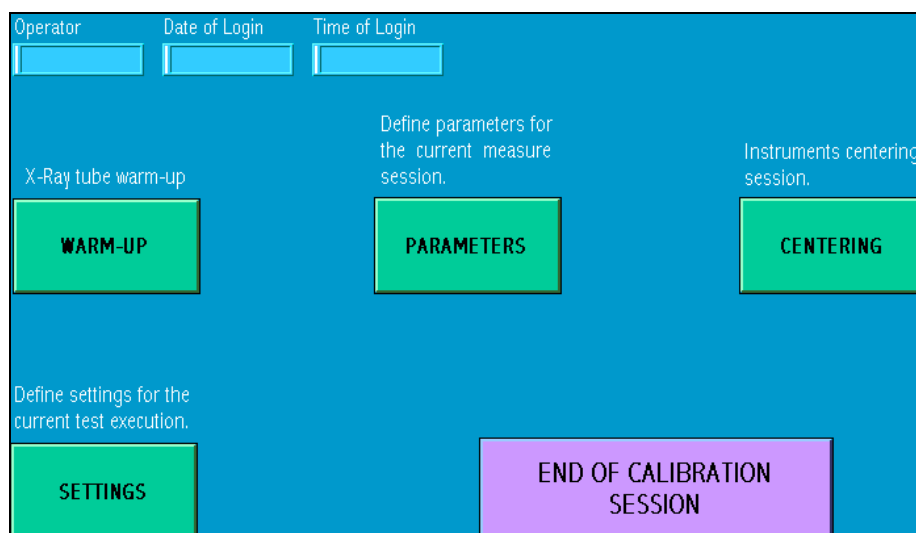 Operator
Date of Login
Time of Login
X-Ray tube warm-up
Define parameters for
the current measure
session.
Instruments centering
session.
WARM-UP
PARAMETERS
CENTERING
Define settings for the
current test execution.
SETTINGS
END OF CALIBRATION
SESSION